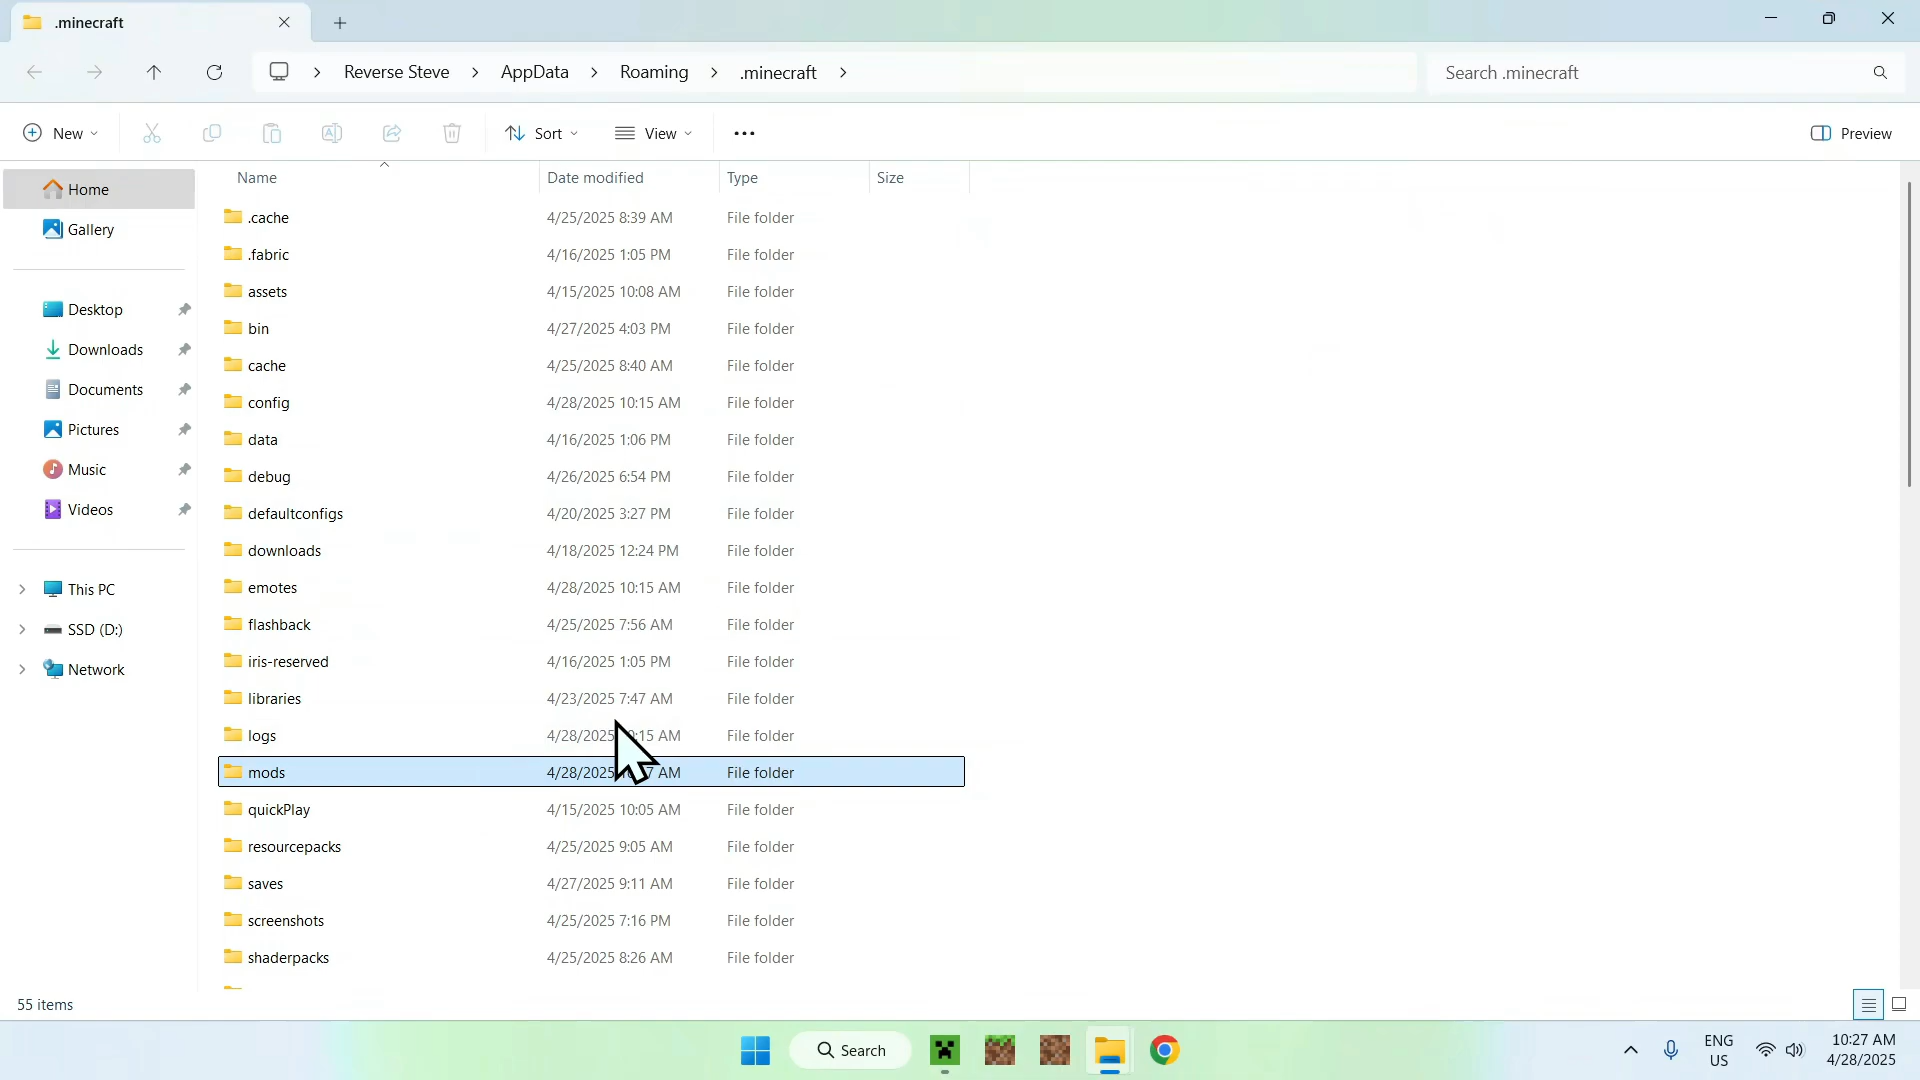 .minecraft
Reverse Steve > AppData > Roaming > .minecraft >
Search .minecraft
New
Sort
View
Preview
Home
Gallery
Desktop
Downloads
Documents
Pictures
Music
Videos
This PC
SSD (D:)
Network
Name Date modified Type Size
.cache 4/25/2025 8:39 AM File folder
.fabric 4/16/2025 1:05 PM File folder
assets 4/15/2025 10:08 AM File folder
bin 4/27/2025 4:03 PM File folder
cache 4/25/2025 8:40 AM File folder
config 4/28/2025 10:15 AM File folder
data 4/16/2025 1:06 PM File folder
debug 4/26/2025 6:54 PM File folder
defaultconfigs 4/20/2025 3:27 PM File folder
downloads 4/18/2025 12:24 PM File folder
emotes 4/28/2025 10:15 AM File folder
flashback 4/25/2025 7:56 AM File folder
iris-reserved 4/16/2025 1:05 PM File folder
libraries 4/23/2025 7:47 AM File folder
logs 4/28/2025 AM File folder
mods 4/28/2025 AM File folder
quickPlay 4/15/2025 10:05 AM File folder
resourcepacks 4/25/2025 9:05 AM File folder
saves 4/27/2025 9:11 AM File folder
screenshots 4/25/2025 7:16 PM File folder
shaderpacks 4/25/2025 8:26 AM File folder
55 items
Search
ENG
US
10:27 AM
4/28/2025